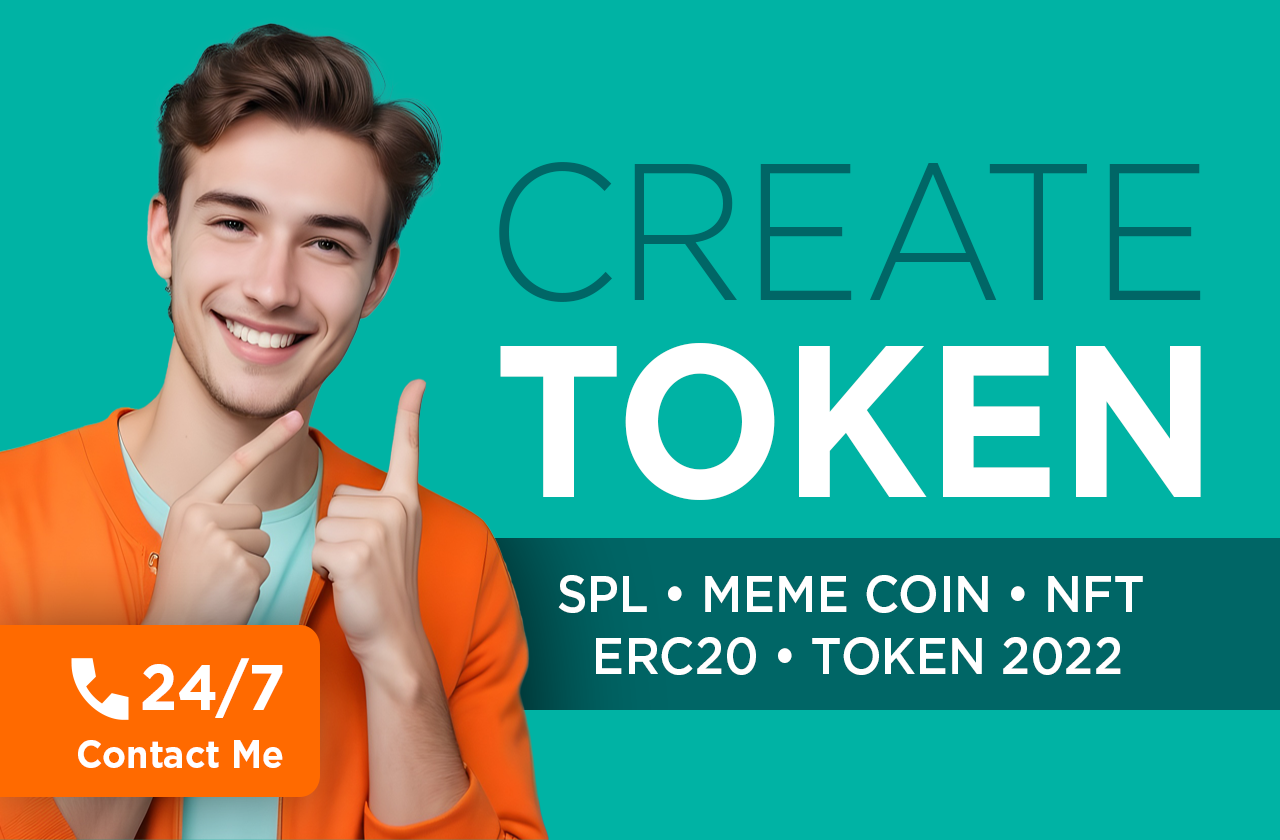 CREATE
TOKEN
SPL • MEME COIN • NFT
ERC20 • TOKEN 2022
24/7
Contact Me